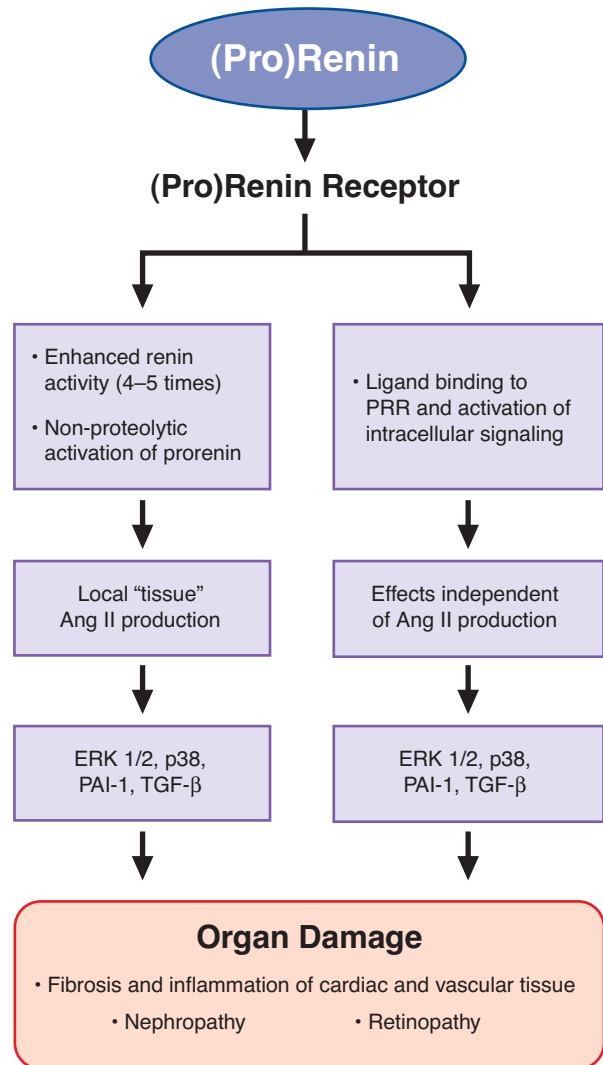 (Pro)Renin
(Pro)Renin Receptor
• Enhanced renin
activity (4–5 times)
• Non-proteolytic
activation of prorenin
• Ligand binding to
PRR and activation of
intracellular signaling
Local “tissue”
Ang II production
Effects independent
of Ang II production
ERK 1/2, p38,
PAI-1, TGF-β
ERK 1/2, p38,
PAI-1, TGF-β
Organ Damage
• Fibrosis and inflammation of cardiac and vascular tissue
• Nephropathy • Retinopathy